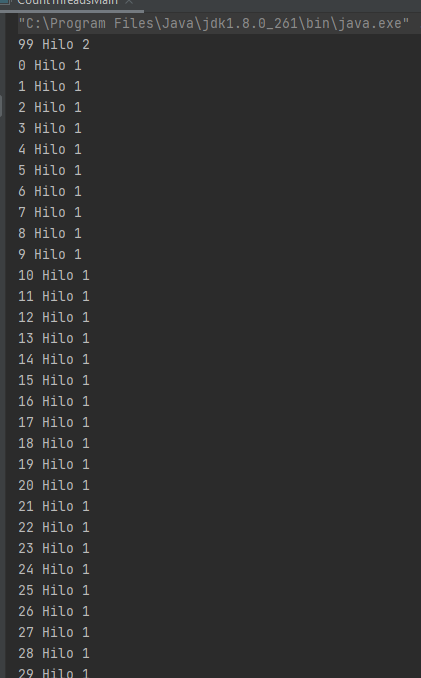 CountThreadsMain
"C:\Program Files\Java\jdk1.8.0_261\bin\java.exe"
99 Hilo 2
0 Hilo 1
1 Hilo 1
2 Hilo 1
3 Hilo 1
4 Hilo 1
5 Hilo 1
6 Hilo 1
7 Hilo 1
8 Hilo 1
9 Hilo 1
10 Hilo 1
11 Hilo 1
12 Hilo 1
13 Hilo 1
14 Hilo 1
15 Hilo 1
16 Hilo 1
17 Hilo 1
18 Hilo 1
19 Hilo 1
20 Hilo 1
21 Hilo 1
22 Hilo 1
23 Hilo 1
24 Hilo 1
25 Hilo 1
26 Hilo 1
27 Hilo 1
28 Hilo 1
29 Hilo 1